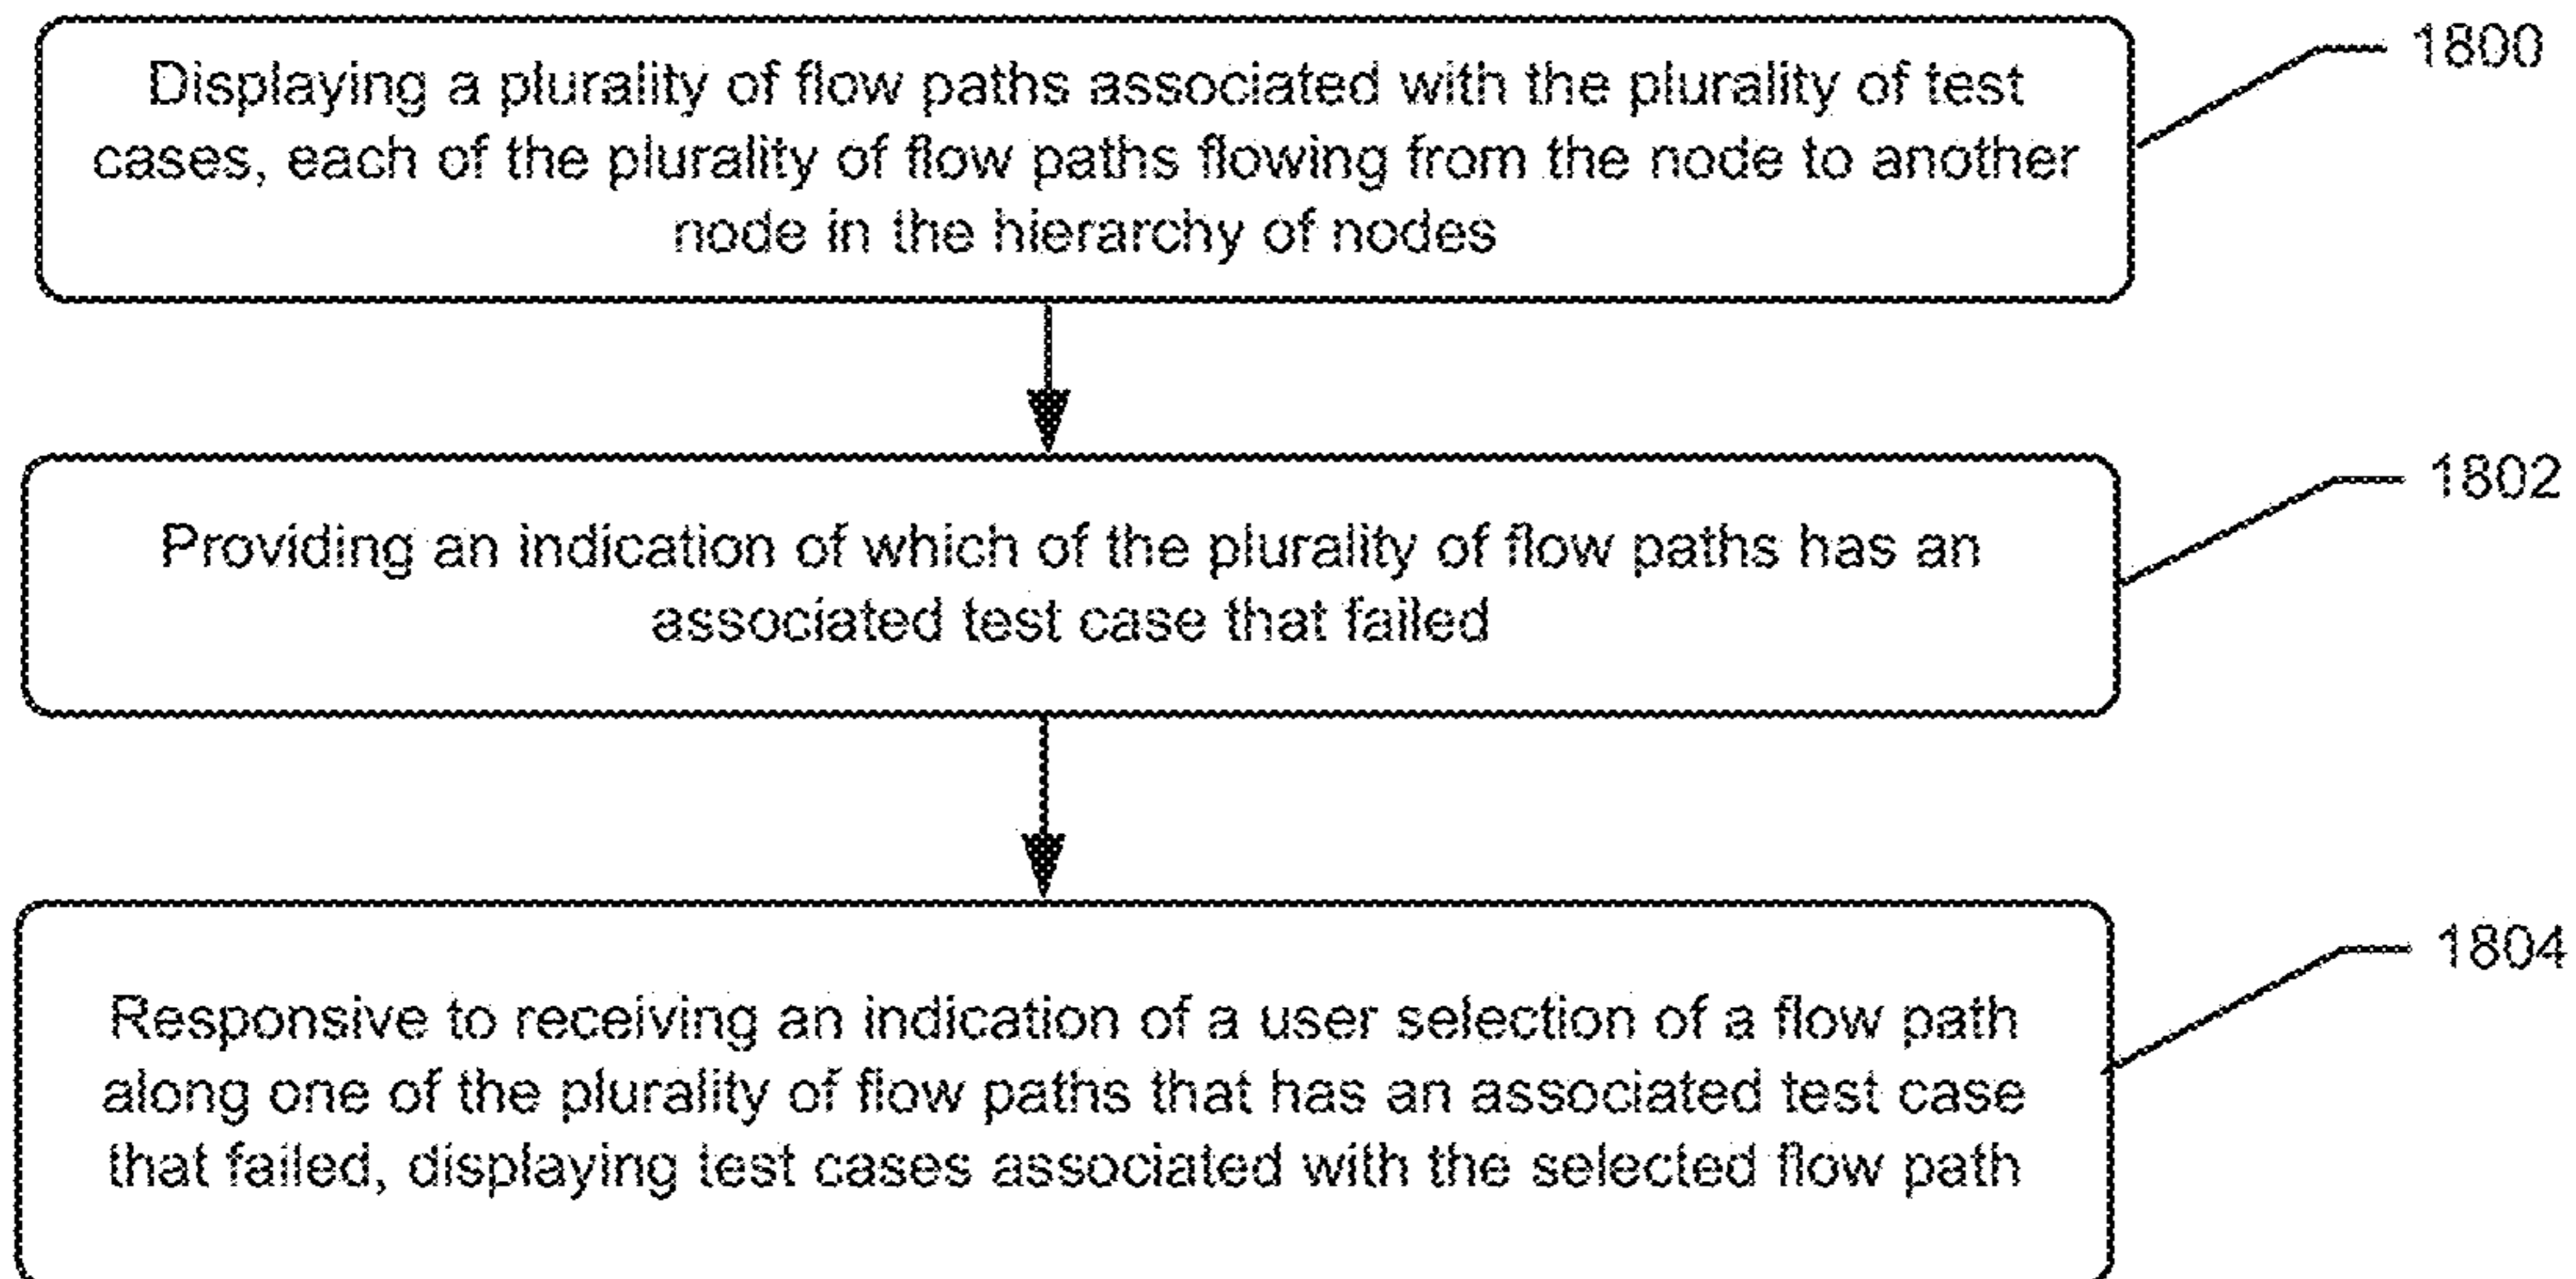 Displaying a plurality of flow paths associated with the plurality of test
cases, each of the plurality of flow paths flowing from the node to another
node in the hierarchy of nodes
1800
Providing an indication of which of the plurality of flow paths has an
associated test case that failed
1802
Responsive to receiving an indication of a user selection of a flow path
along one of the plurality of flow paths that has an associated test case
that failed, displaying test cases associated with the selected flow path
1804